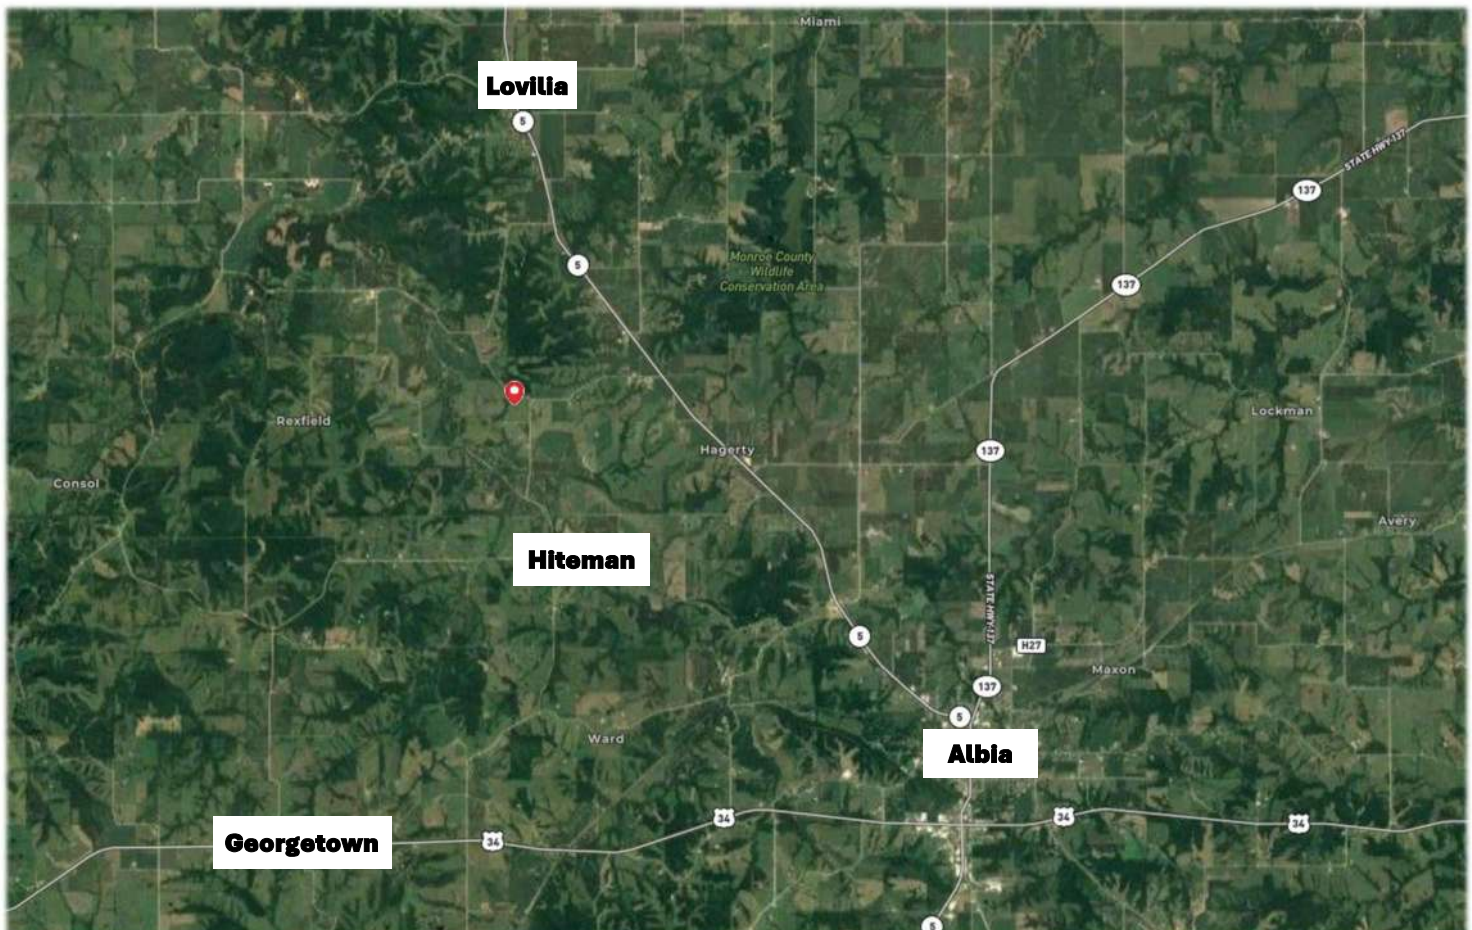 Miami
Lovilia
5
STATE HWY-137
137
5
Monroe County
Wildlife
Conservation Area
137
Rexfield
Lockman
Hagerty
137
Consol
Avery
Hiteman
STATE HWY-137
5
H27
Maxon
137
5
Ward
Albia
34
34
34
Georgetown
34
5